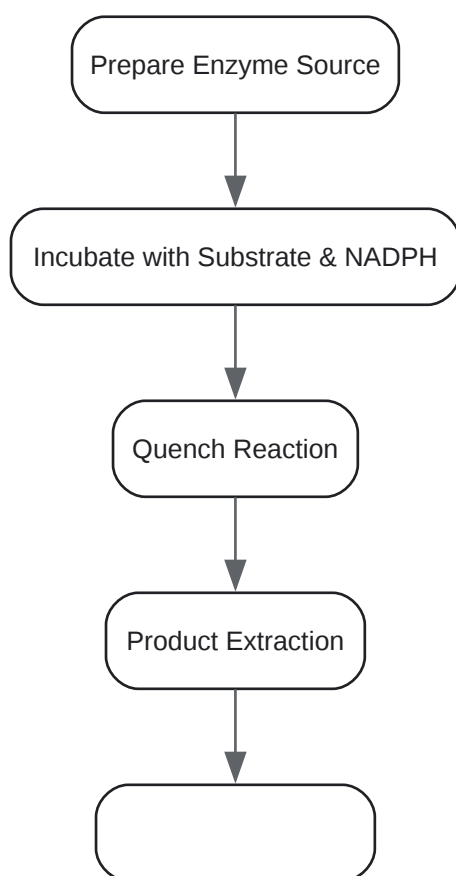 Prepare Enzyme Source
Incubate with Substrate & NADPH
Quench Reaction
Product Extraction